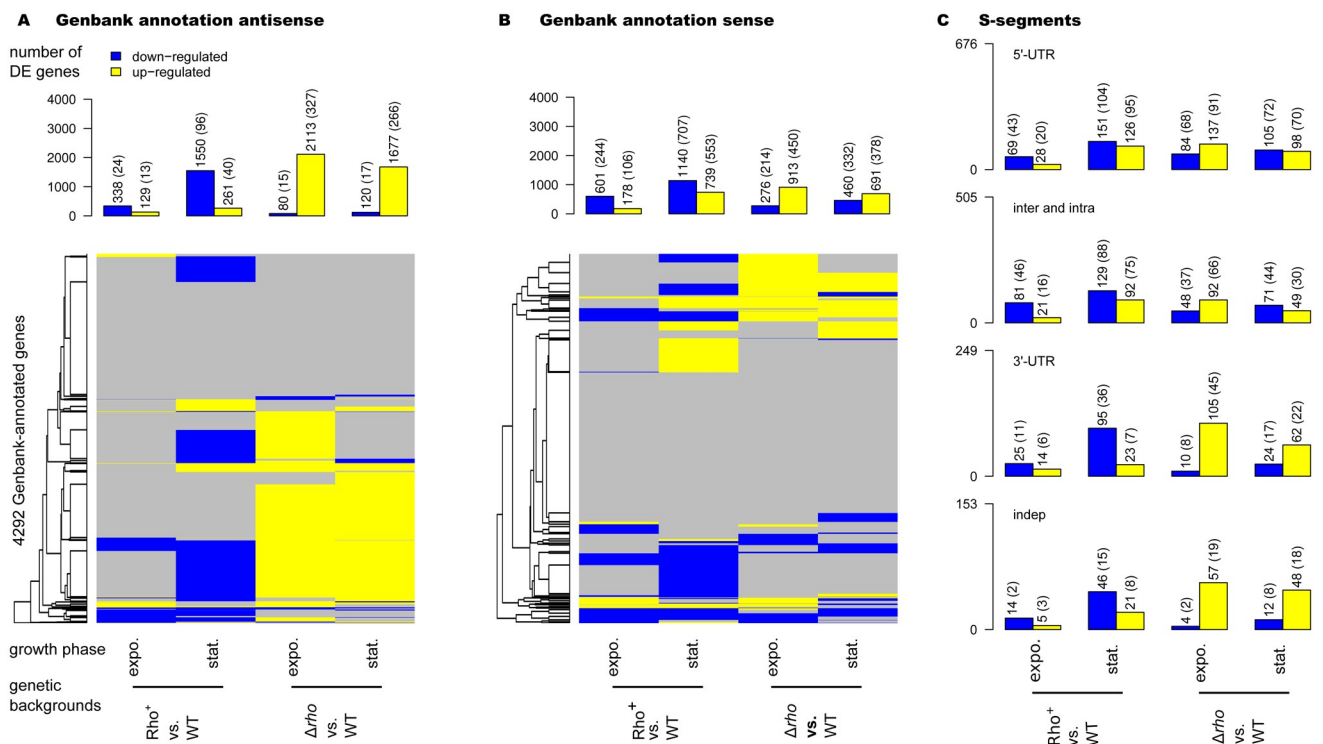 A Genbank annotation antisense
number of
DE genes
down−regulated
up−regulated
4000
3000
2000
1000
0
338 (24)
129 (13)
1550 (96)
261 (40)
80 (15)
2113 (327)
120 (17)
1677 (266)
4292 Genbank-annotated genes
growth phase
expo.
stat.
expo.
stat.
genetic
backgrounds
Rho+
vs.
WT
Δrho
vs.
WT
B Genbank annotation sense
4000
3000
2000
1000
0
601 (244)
178 (106)
1140 (707)
739 (553)
276 (214)
913 (450)
460 (332)
691 (378)
expo.
stat.
expo.
stat.
Rho+
vs.
WT
Δrho
vs.
WT
C S-segments
676
0
5'-UTR
69 (43)
28 (20)
151 (104)
126 (95)
84 (68)
137 (91)
105 (72)
98 (70)
505
0
inter and intra
81 (46)
21 (16)
129 (88)
92 (75)
48 (37)
92 (66)
71 (44)
49 (30)
249
0
3'-UTR
25 (11)
14 (6)
95 (36)
23 (7)
10 (8)
105 (45)
24 (17)
62 (22)
153
0
indep
14 (2)
5 (3)
46 (15)
21 (8)
4 (2)
57 (19)
12 (8)
48 (18)
expo.
stat.
expo.
stat.
Rho+
vs.
WT
Δrho
vs.
WT